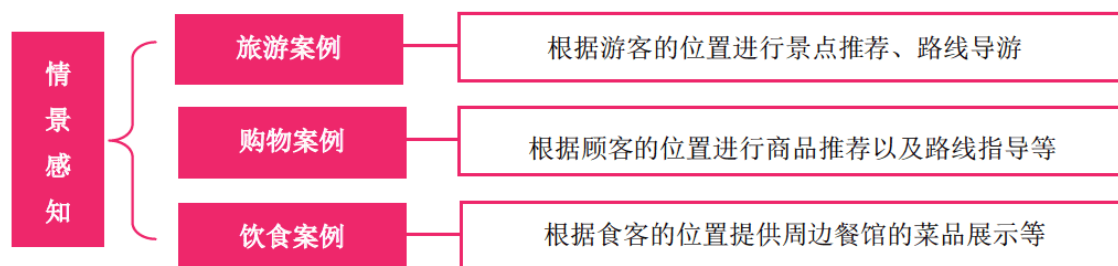 情景感知
旅游案例
根据游客的位置进行景点推荐、路线导游
购物案例
根据顾客的位置进行商品推荐以及路线指导等
饮食案例
根据食客的位置提供周边餐馆的菜品展示等